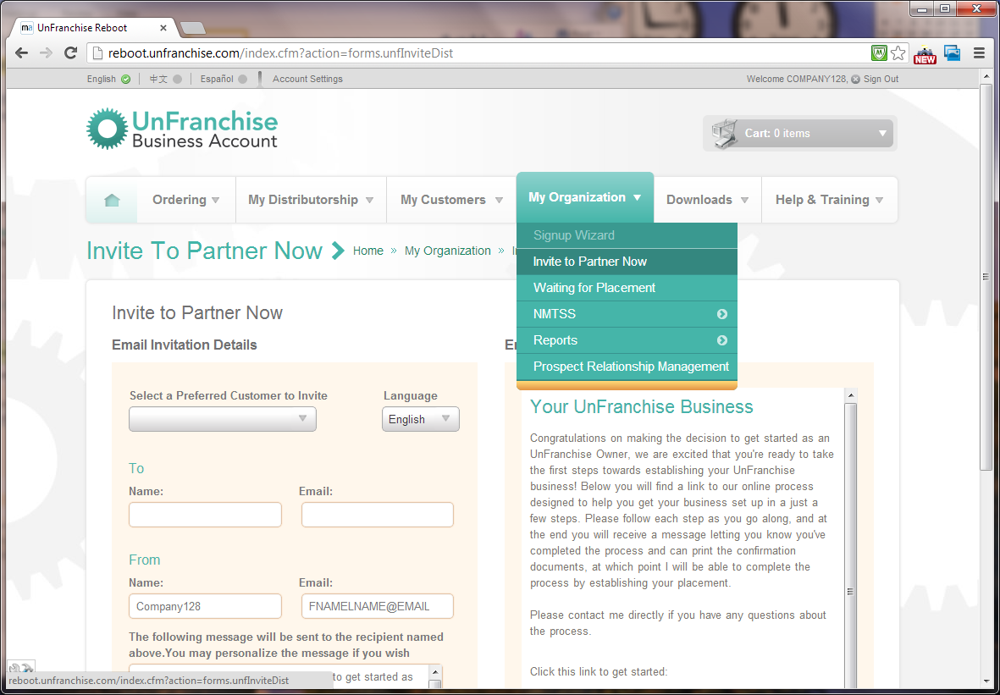 ma UnFranchise Reboot
reboot.unfranchise.com/index.cfm?action=forms.unfInviteDist
NEW
English 中文 Español Account Settings
Welcome COMPANY128, Sign Out
UnFranchise
Business Account
Cart: 0 items
Ordering My Distributorship My Customers My Organization Downloads Help & Training
Signup Wizard
Invite to Partner Now
Waiting for Placement
NMTSS
Reports
Prospect Relationship Management
Invite To Partner Now Home » My Organization »
Invite to Partner Now
Email Invitation Details
Select a Preferred Customer to Invite Language
English
To
Name: Email:
From
Name: Email:
Company128 FNAMELNAME@EMAIL
The following message will be sent to the recipient named
above.You may personalize the message if you wish
to get started as
Your UnFranchise Business
Congratulations on making the decision to get started as an
UnFranchise Owner, we are excited that you're ready to take
the first steps towards establishing your UnFranchise
business! Below you will find a link to our online process
designed to help you get your business set up in a just a
few steps. Please follow each step as you go along, and at
the end you will receive a message letting you know you've
completed the process and can print the confirmation
documents, at which point I will be able to complete the
process by establishing your placement.
Please contact me directly if you have any questions about
the process.
Click this link to get started:
reboot.unfranchise.com/index.cfm?action=forms.unfInviteDist